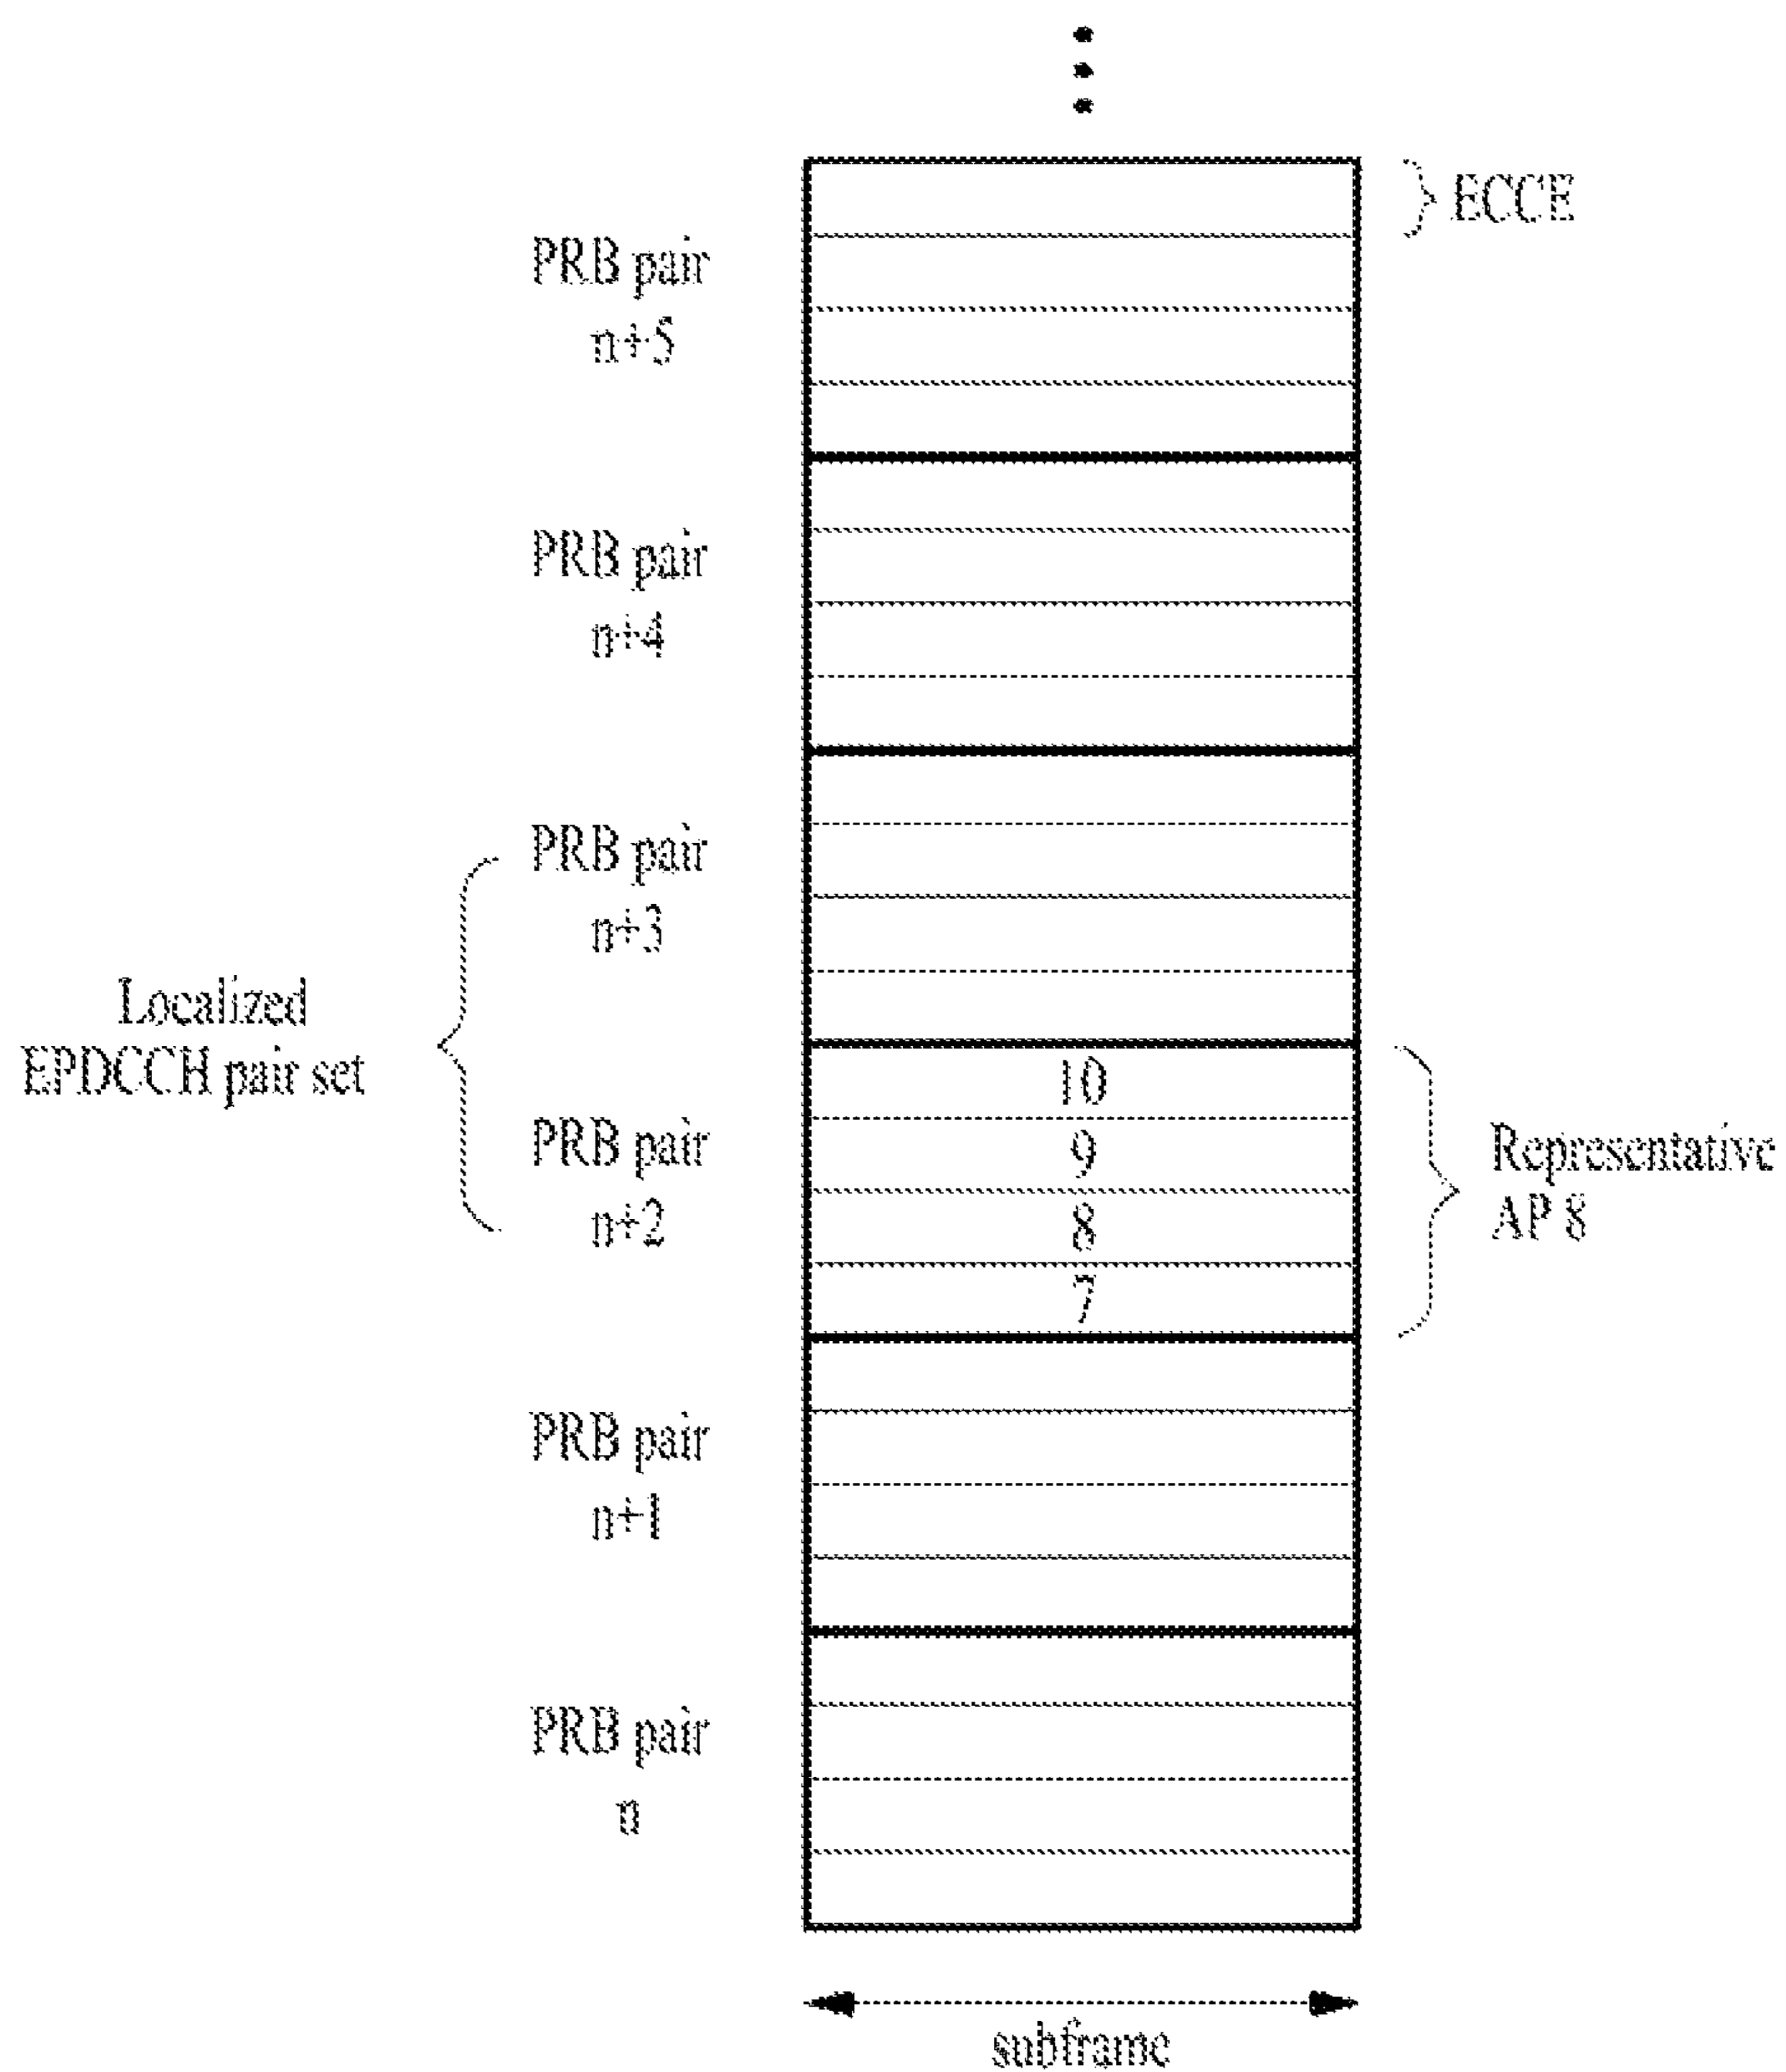 ECCE
PRB pair
n+5
PRB pair
n+4
PRB pair
n+3
Localized
EPDCCH pair set
10
PRB pair
n+2
9
8
7
Representative
AP 8
PRB pair
n+1
PRB pair
n
subframe